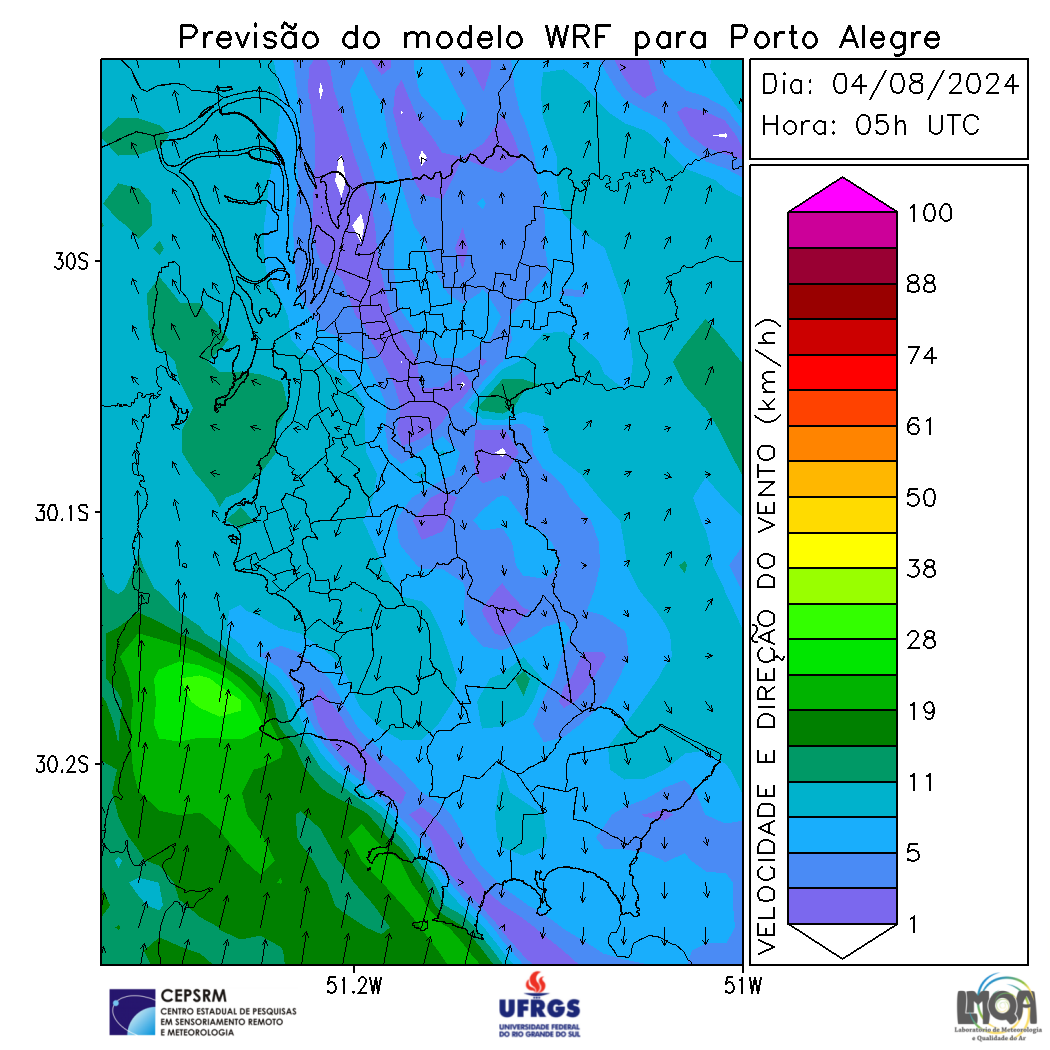 Previsão do modelo WRF para Porto Alegre
Dia: 04/08/2024
Hora: 05h UTC
30S
30.1S
30.2S
51.2W
51W
VELOCIDADE E DIREÇÃO DO VENTO (km/h)
100
88
74
61
50
38
28
19
11
5
1
CEPSRM
CENTRO ESTADUAL DE PESQUISAS
EM SENSORIAMENTO REMOTO
E METEOROLOGIA
UFRGS
UNIVERSIDADE FEDERAL
DO RIO GRANDE DO SUL
LMQA
Laboratório de Meteorologia
e Qualidade do Ar